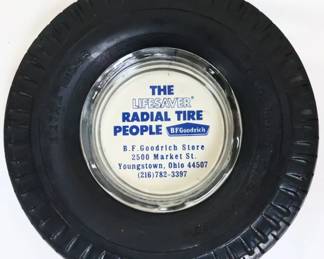 THE
LIFESAVER®
RADIAL TIRE
PEOPLE BFGoodrich
B.F.Goodrich Store
2500 Market St.
Youngstown, Ohio 44507
(216)782-3397